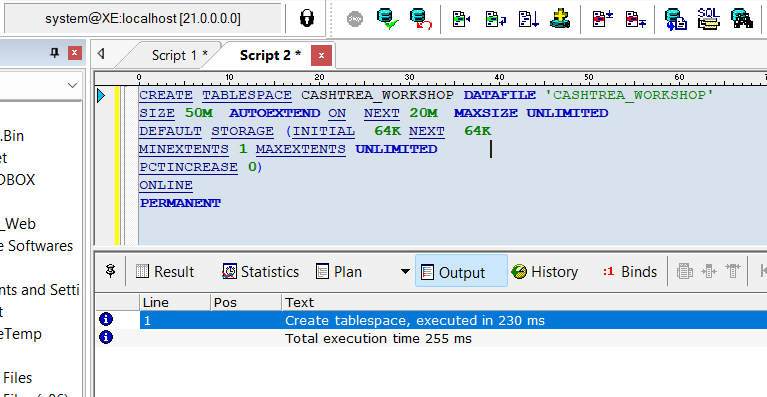 system@XE:localhost [21.0.0.0.0]
SQL
Script 1 *
Script 2 *
x
0 10 20 30 40 50 60
CREATE TABLESPACE CASHTREA_WORKSHOP DATAFILE 'CASHTREA_WORKSHOP'
SIZE 50M AUTOEXTEND ON NEXT 20M MAXSIZE UNLIMITED
DEFAULT STORAGE (INITIAL 64K NEXT 64K
MINEXTENTS 1 MAXEXTENTS UNLIMITED
PCTINCREASE 0)
ONLINE
PERMANENT
.Bin
et
OBOX
_Web
e Softwares
nts and Setti
t
eTemp
Files
Result Statistics Plan Output History :1 Binds
Line Pos Text
1 Create tablespace, executed in 230 ms
Total execution time 255 ms